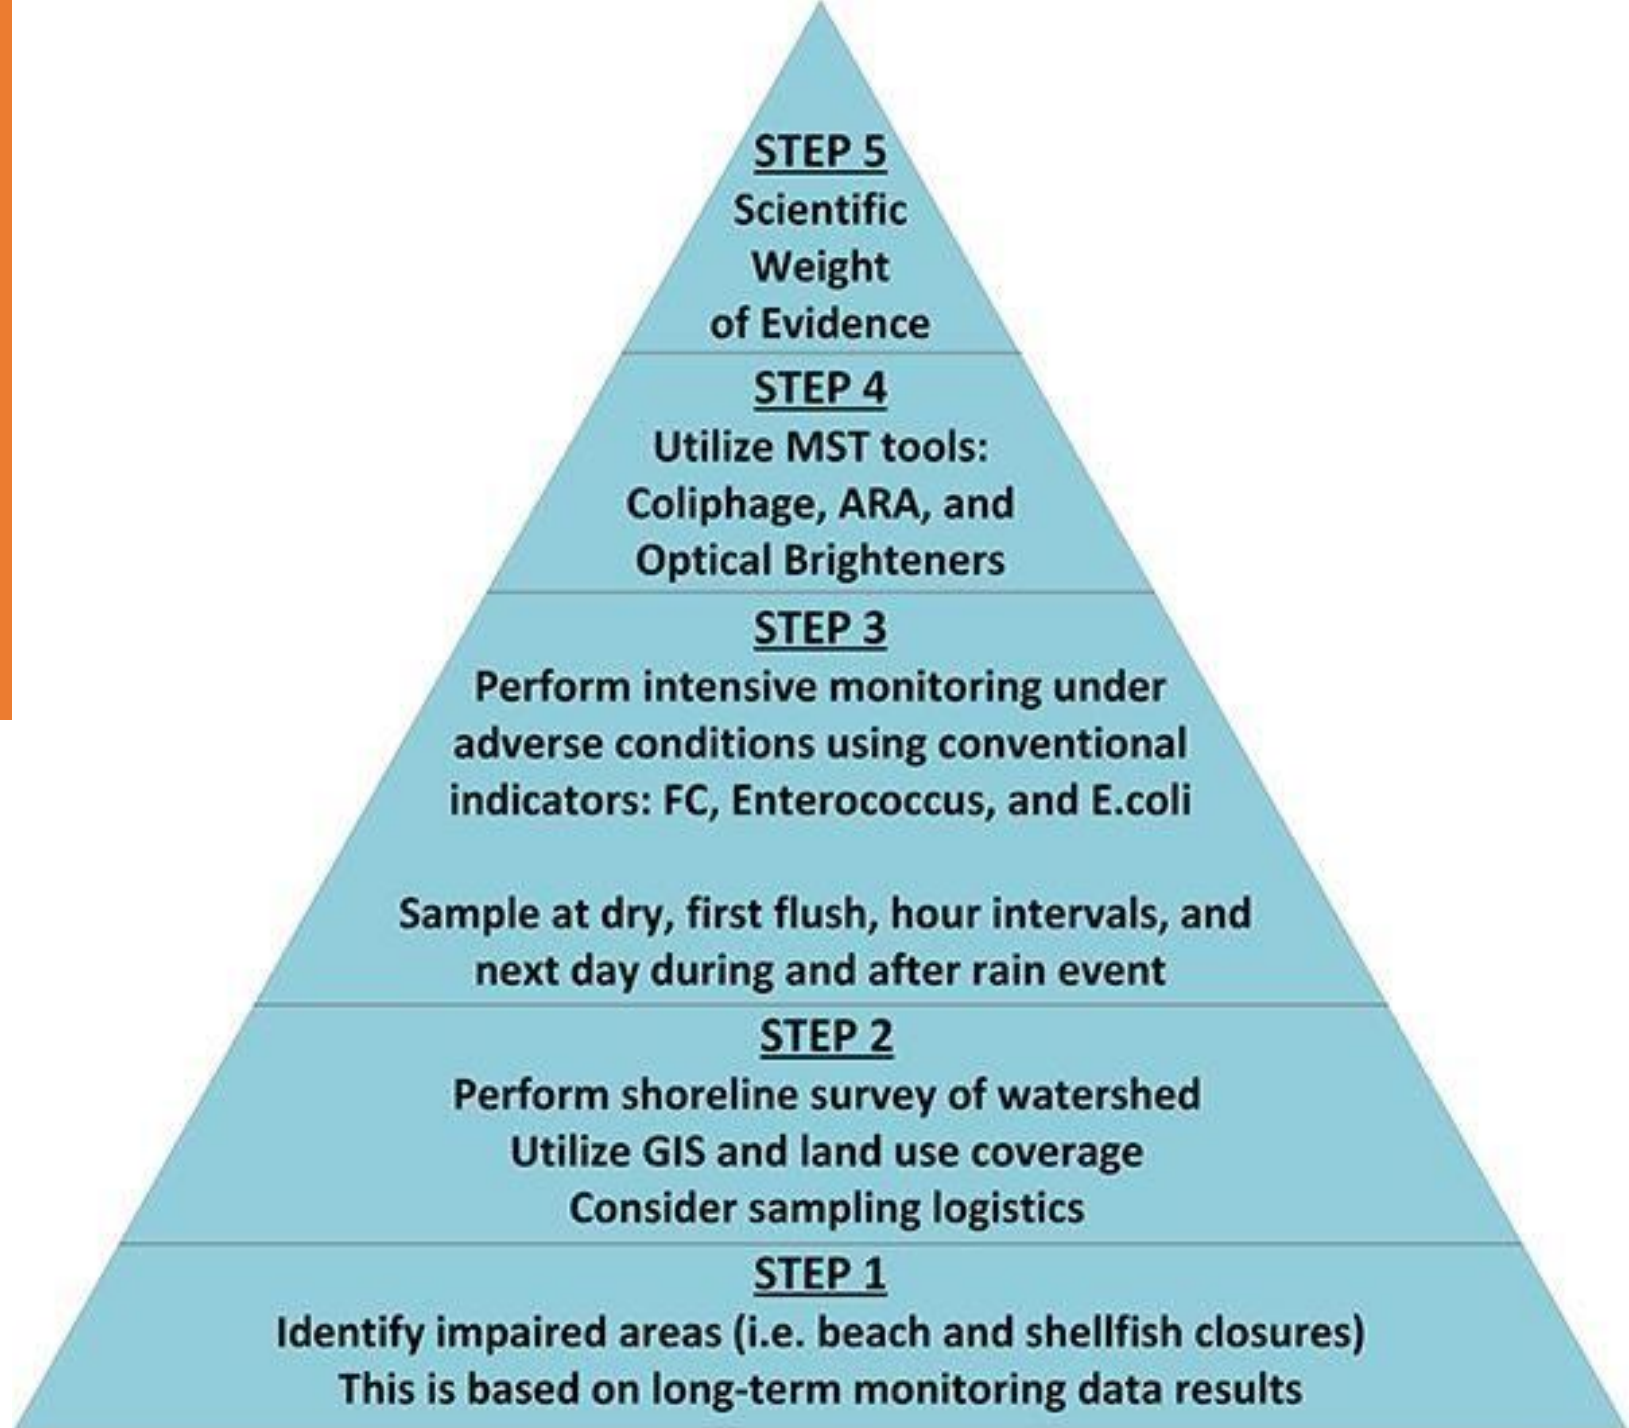 STEP 5
Scientific
Weight
of Evidence
STEP 4
Utilize MST tools:
Coliphage, ARA, and
Optical Brighteners
STEP 3
Perform intensive monitoring under
adverse conditions using conventional
indicators: FC, Enterococcus, and E.coli
Sample at dry, first flush, hour intervals, and
next day during and after rain event
STEP 2
Perform shoreline survey of watershed
Utilize GIS and land use coverage
Consider sampling logistics
STEP 1
Identify impaired areas (i.e. beach and shellfish closures)
This is based on long-term monitoring data results